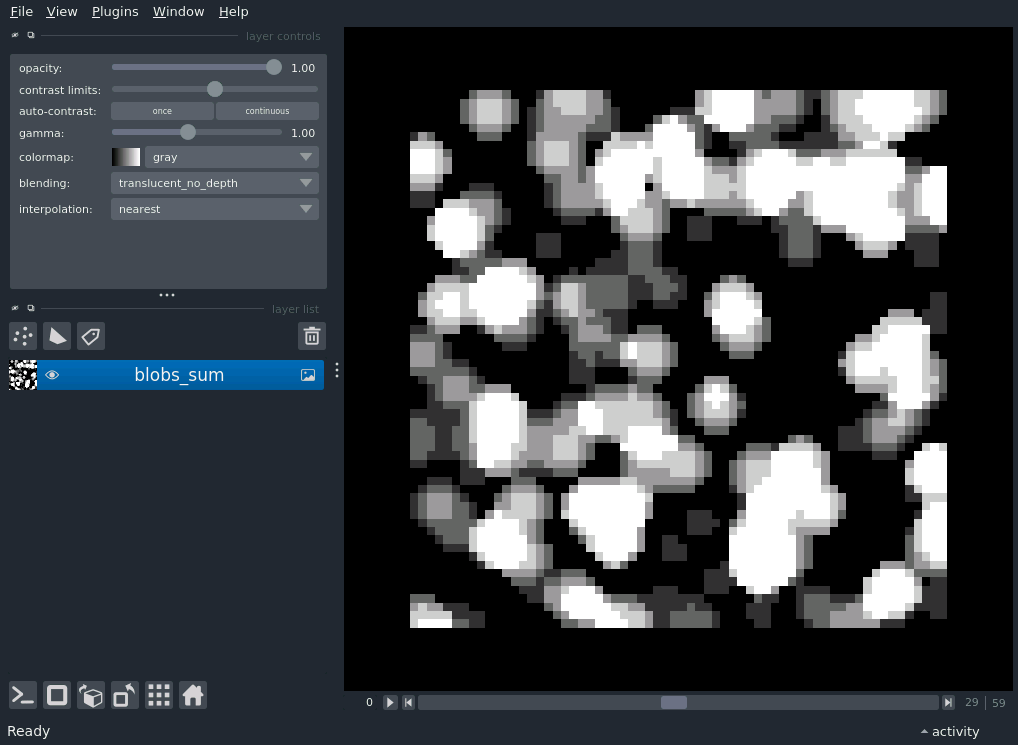 File View Plugins Window Help
layer controls
opacity: 1.00
contrast limits:
auto-contrast: once continuous
gamma: 1.00
colormap: gray
blending: translucent_no_depth
interpolation: nearest
layer list
blobs_sum
0 29 59
Ready activity